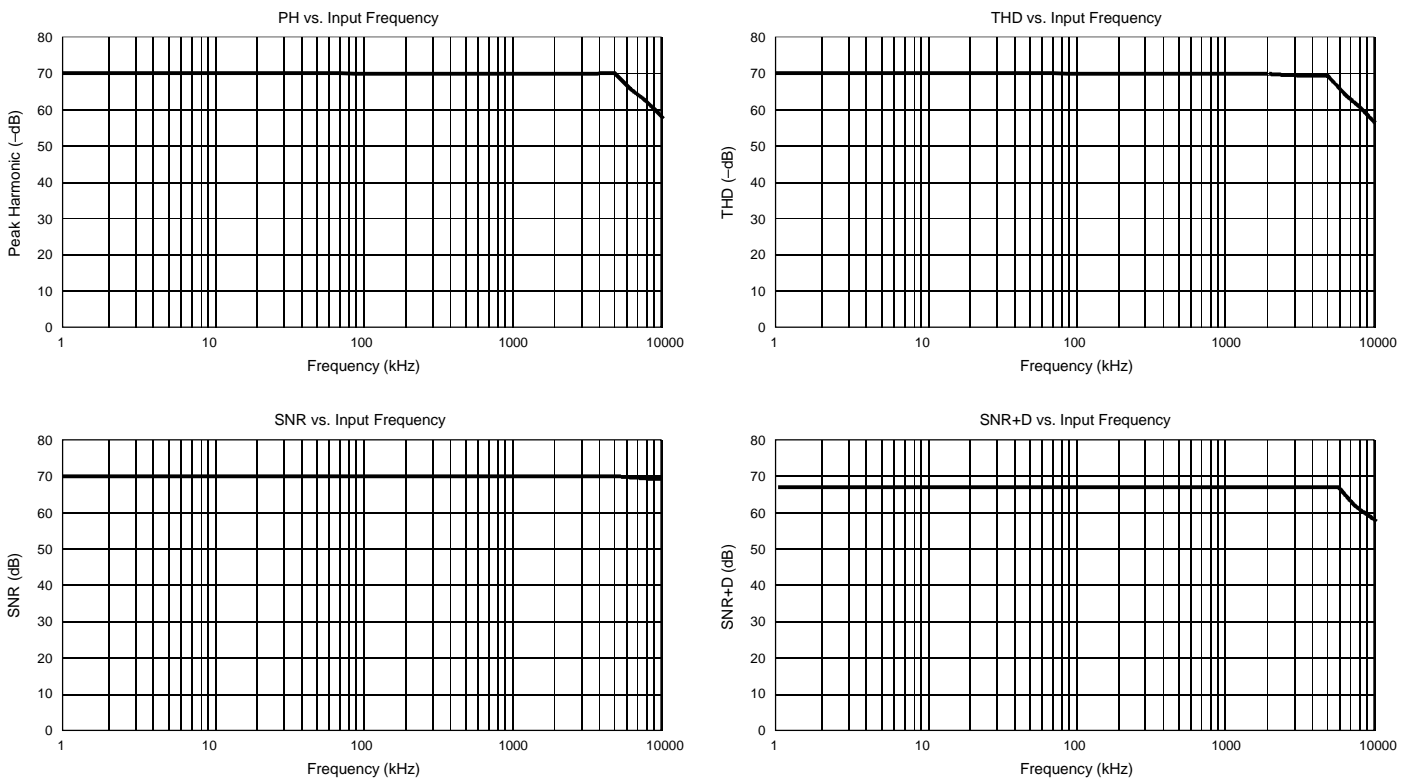 PH vs. Input Frequency
80
70
60
50
40
30
20
10
0
Peak Harmonic (–dB)
1 10 100 1000 10000
Frequency (kHz)
THD vs. Input Frequency
80
70
60
50
40
30
20
10
0
THD (–dB)
1 10 100 1000 10000
Frequency (kHz)
SNR vs. Input Frequency
80
70
60
50
40
30
20
10
0
SNR (dB)
1 10 100 1000 10000
Frequency (kHz)
SNR+D vs. Input Frequency
80
70
60
50
40
30
20
10
0
SNR+D (dB)
1 10 100 1000 10000
Frequency (kHz)